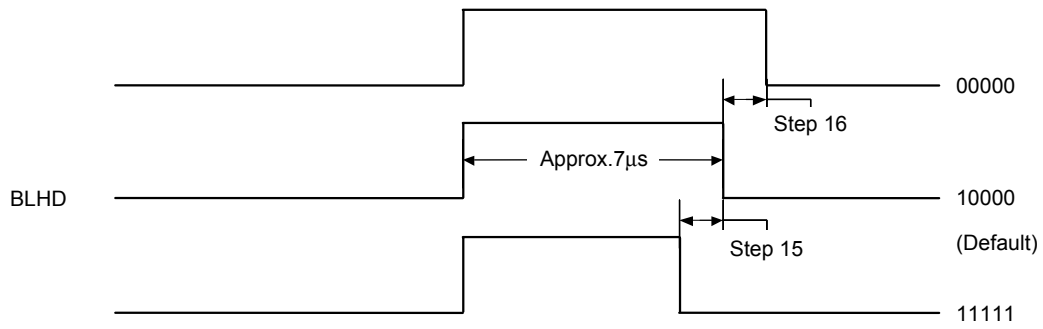 00000
Step 16
Approx.7μs
BLHD
10000
(Default)
Step 15
11111